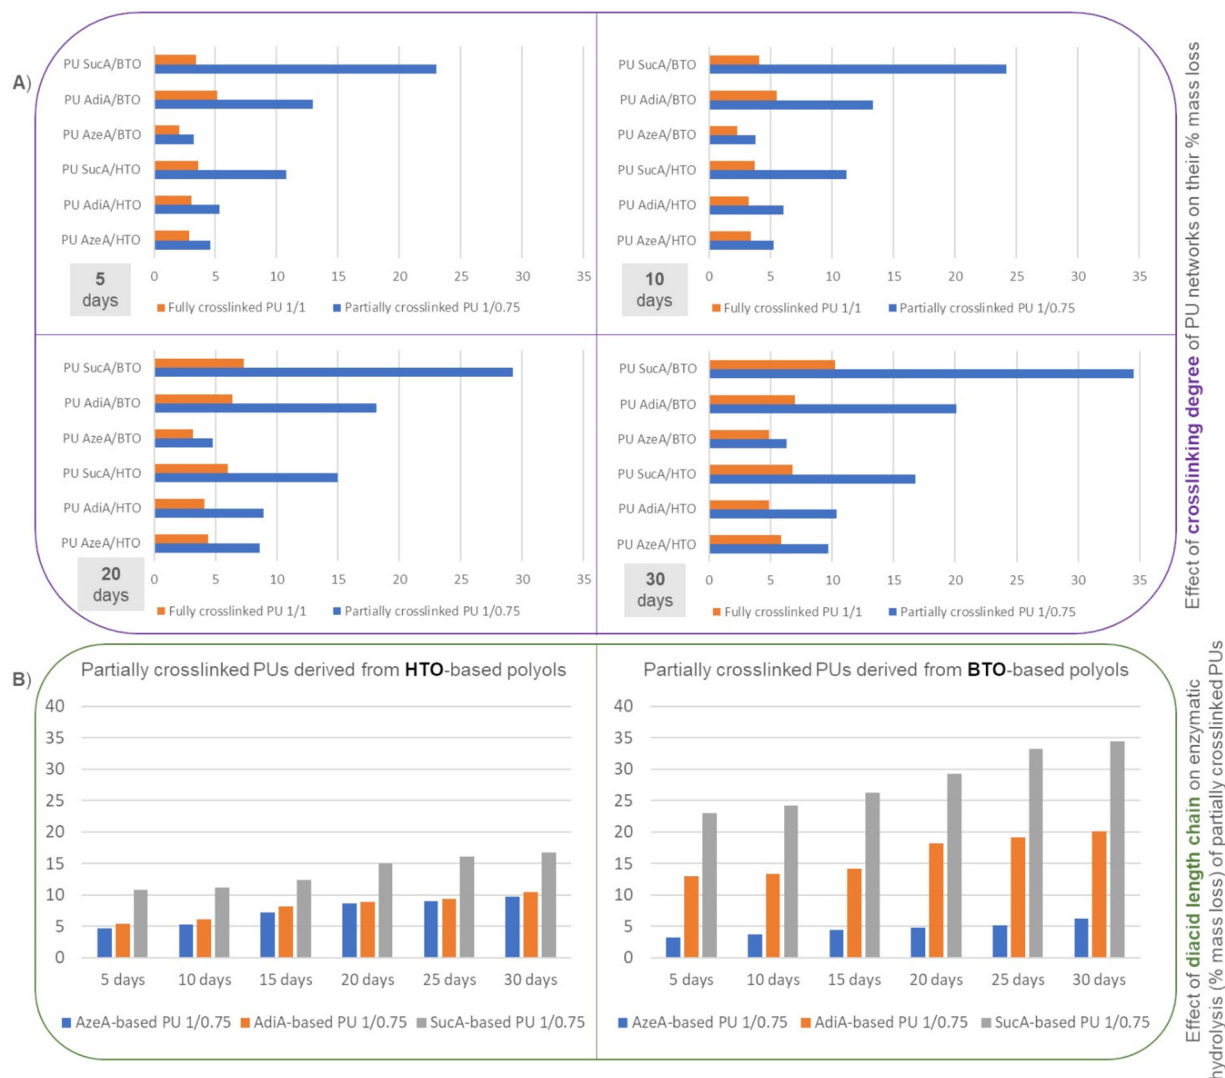 A)
PU SucA/BTO
PU AdiA/BTO
PU AzeA/BTO
PU SucA/HTO
PU AdiA/HTO
PU AzeA/HTO
0 5 10 15 20 25 30 35
5
days
Fully crosslinked PU 1/1 Partially crosslinked PU 1/0.75
PU SucA/BTO
PU AdiA/BTO
PU AzeA/BTO
PU SucA/HTO
PU AdiA/HTO
PU AzeA/HTO
0 5 10 15 20 25 30 35
10
days
Fully crosslinked PU 1/1 Partially crosslinked PU 1/0.75
PU SucA/BTO
PU AdiA/BTO
PU AzeA/BTO
PU SucA/HTO
PU AdiA/HTO
PU AzeA/HTO
0 5 10 15 20 25 30 35
20
days
Fully crosslinked PU 1/1 Partially crosslinked PU 1/0.75
PU SucA/BTO
PU AdiA/BTO
PU AzeA/BTO
PU SucA/HTO
PU AdiA/HTO
PU AzeA/HTO
0 5 10 15 20 25 30 35
30
days
Fully crosslinked PU 1/1 Partially crosslinked PU 1/0.75
Effect of crosslinking degree of PU networks on their % mass loss
B)
Partially crosslinked PUs derived from HTO-based polyols
40
35
30
25
20
15
10
5
0
5 days 10 days 15 days 20 days 25 days 30 days
AzeA-based PU 1/0.75 AdiA-based PU 1/0.75 SucA-based PU 1/0.75
Partially crosslinked PUs derived from BTO-based polyols
40
35
30
25
20
15
10
5
0
5 days 10 days 15 days 20 days 25 days 30 days
AzeA-based PU 1/0.75 AdiA-based PU 1/0.75 SucA-based PU 1/0.75
Effect of diacid length chain on enzymatic
hydrolysis (% mass loss) of partially crosslinked PUs